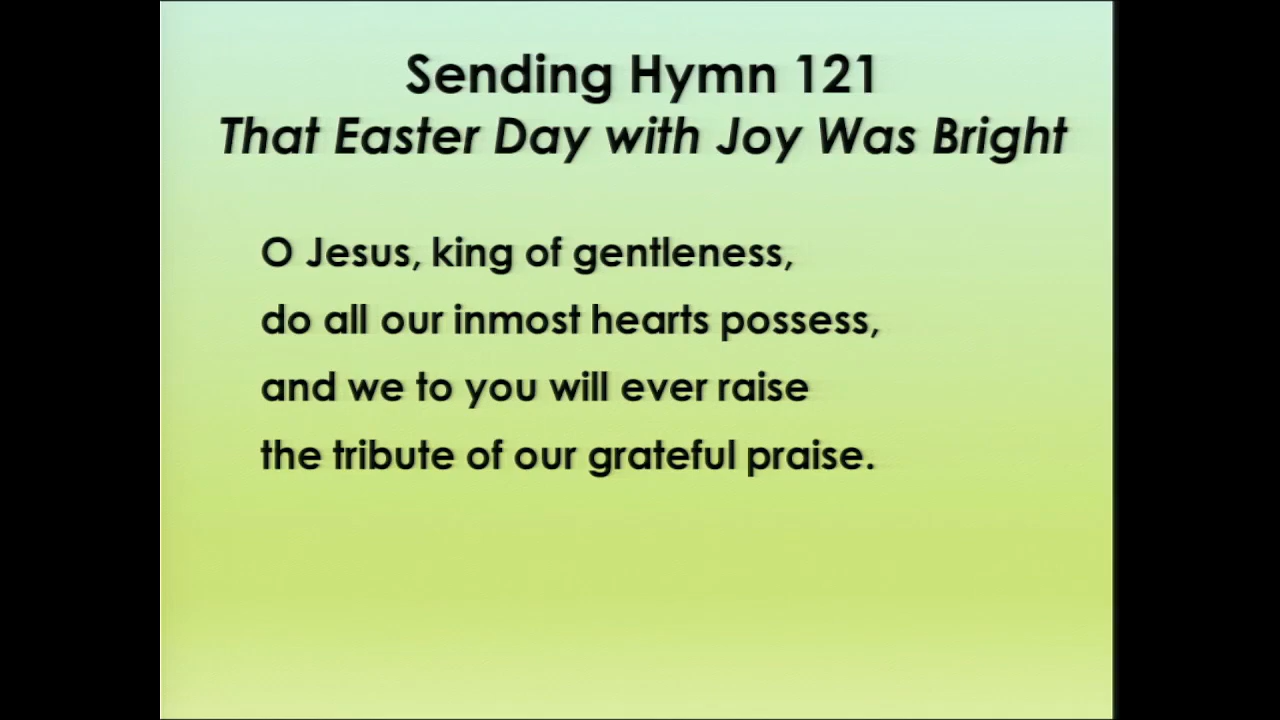 Sending Hymn 121
That Easter Day with Joy Was Bright
O Jesus, king of gentleness,
do all our inmost hearts possess,
and we to you will ever raise
the tribute of our grateful praise.